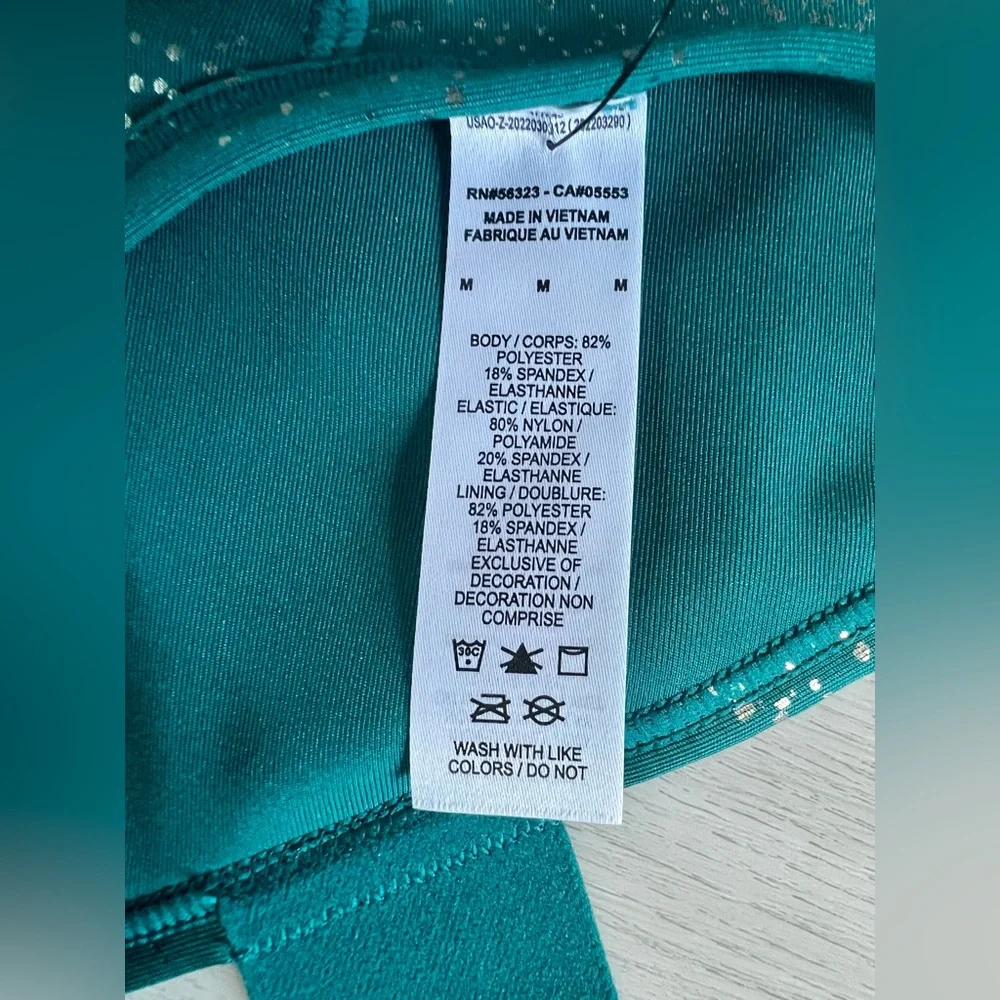 RN#56323 - CA#05553
MADE IN VIETNAM
FABRIQUE AU VIETNAM
M M M
BODY / CORPS: 82%
POLYESTER
18% SPANDEX /
ELASTHANNE
ELASTIC / ELASTIQUE:
80% NYLON /
POLYAMIDE
20% SPANDEX /
ELASTHANNE
LINING / DOUBLURE:
82% POLYESTER
18% SPANDEX /
ELASTHANNE
EXCLUSIVE OF
DECORATION /
DECORATION NON
COMPRISE
30C
WASH WITH LIKE
COLORS / DO NOT